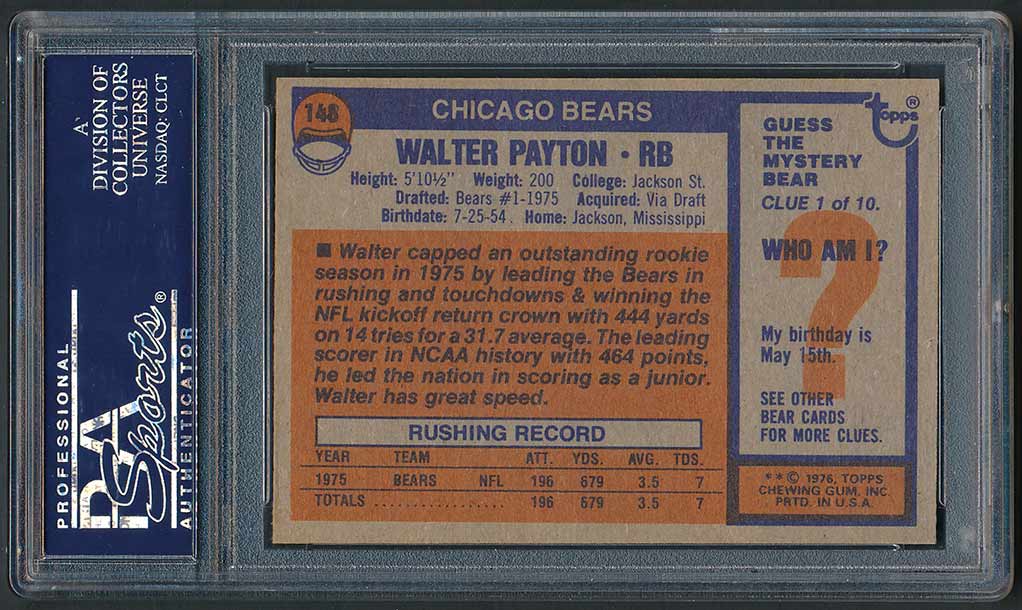 A
DIVISION OF
COLLECTORS
UNIVERSE
NASDAQ: CLCT
PROFESSIONAL
PSA
Sports®
AUTHENTICATOR
148
CHICAGO BEARS
WALTER PAYTON • RB
Height: 5'10½" Weight: 200 College: Jackson St.
Drafted: Bears #1-1975 Acquired: Via Draft
Birthdate: 7-25-54. Home: Jackson, Mississippi
■ Walter capped an outstanding rookie
season in 1975 by leading the Bears in
rushing and touchdowns & winning the
NFL kickoff return crown with 444 yards
on 14 tries for a 31.7 average. The leading
scorer in NCAA history with 464 points,
he led the nation in scoring as a junior.
Walter has great speed.
RUSHING RECORD
YEAR TEAM ATT. YDS. AVG. TDS.
1975 BEARS NFL 196 679 3.5 7
TOTALS .................. 196 679 3.5 7
topps®
GUESS
THE
MYSTERY
BEAR
CLUE 1 of 10.
WHO AM I?
?
My birthday is
May 15th.
SEE OTHER
BEAR CARDS
FOR MORE CLUES.
**© 1976, TOPPS
CHEWING GUM, INC.
PRTD. IN U.S.A.